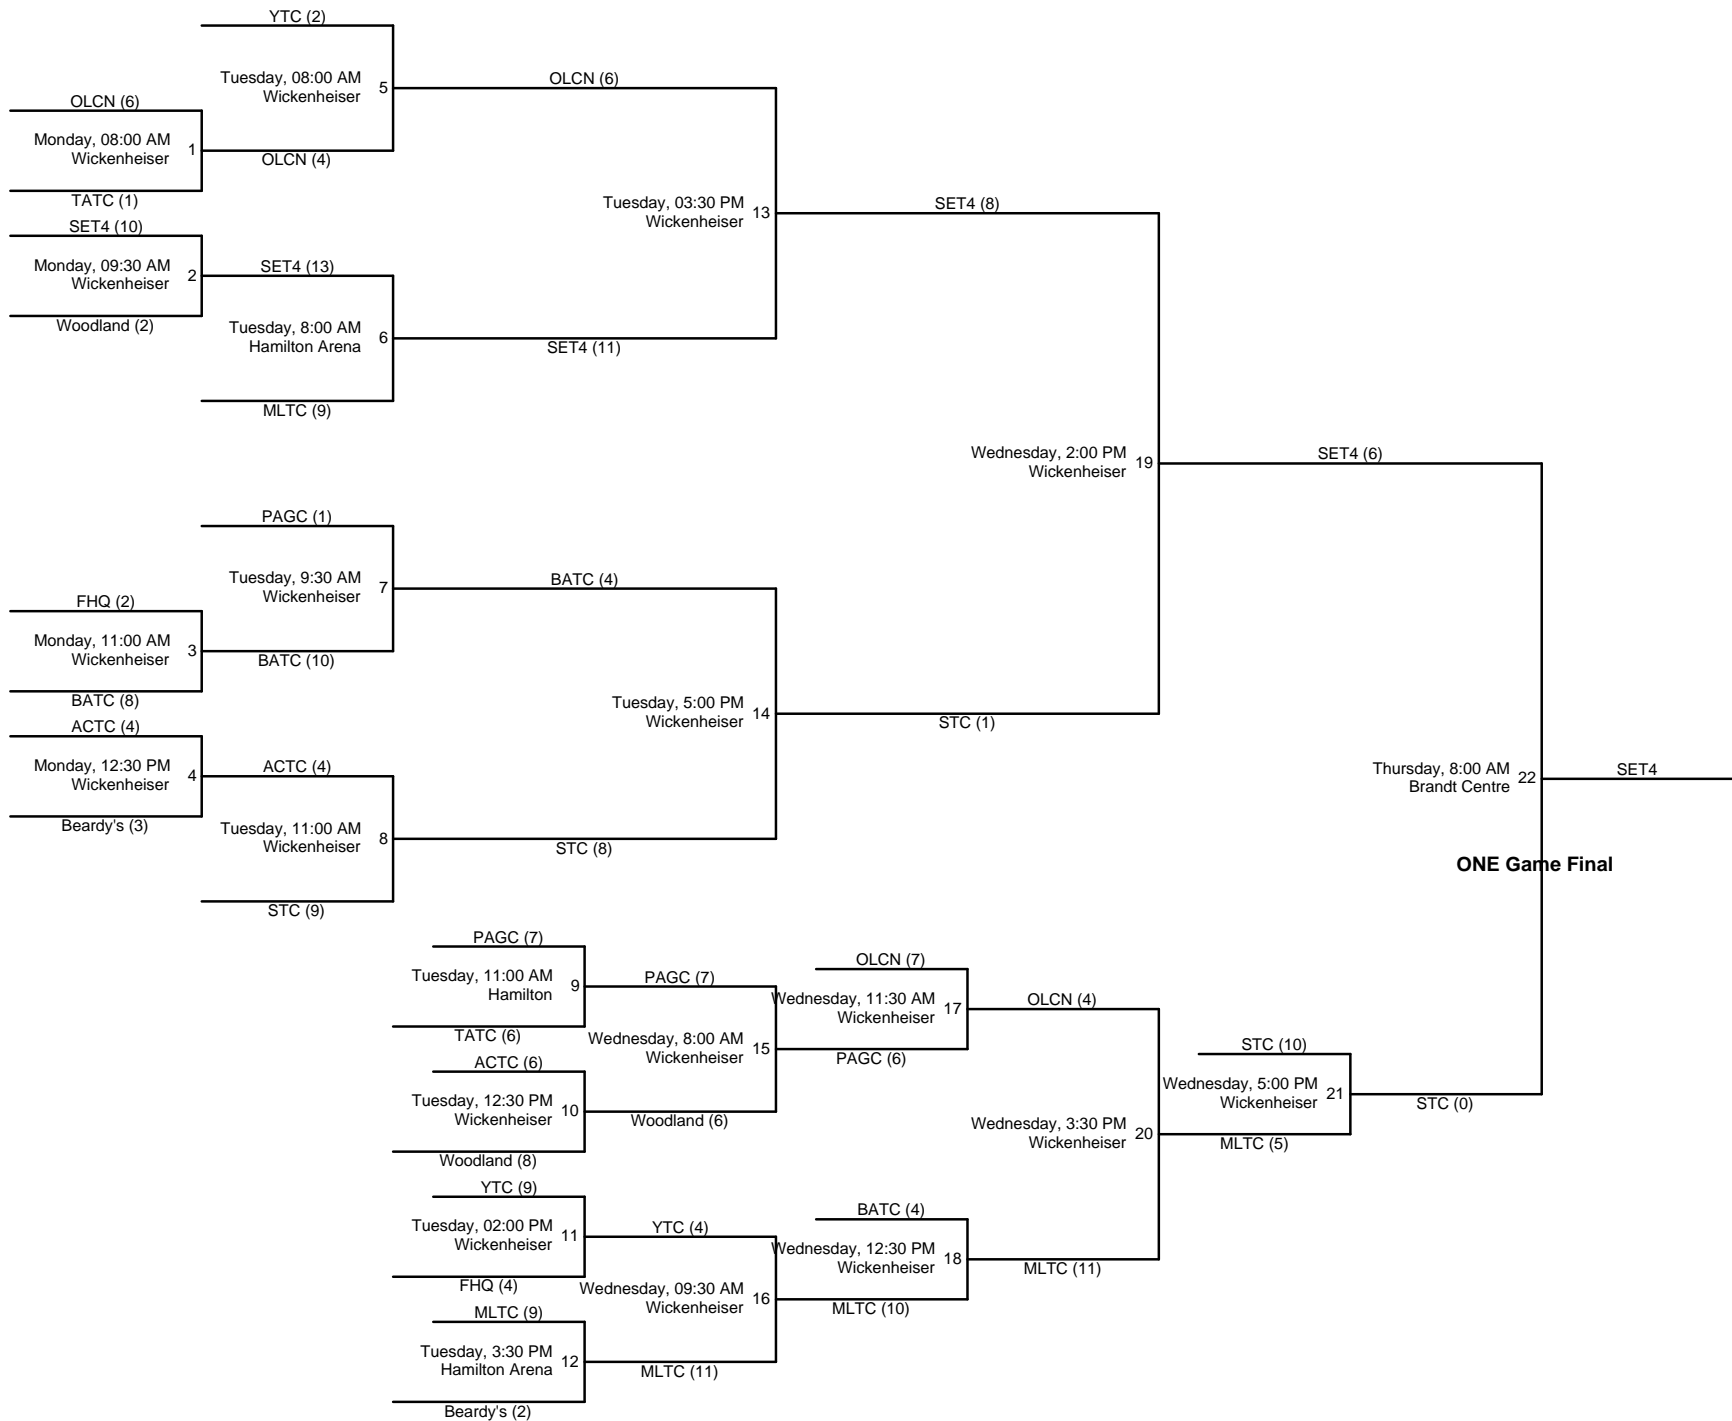 YTC (2)
Tuesday, 08:00 AM
Wickenheiser
5
OLCN (6)
OLCN (6)
Monday, 08:00 AM
Wickenheiser
1
OLCN (4)
TATC (1)
Tuesday, 03:30 PM
Wickenheiser
13
SET4 (8)
SET4 (10)
Monday, 09:30 AM
Wickenheiser
2
SET4 (13)
Woodland (2)
Tuesday, 8:00 AM
Hamilton Arena
6
SET4 (11)
MLTC (9)
Wednesday, 2:00 PM
Wickenheiser
19
SET4 (6)
PAGC (1)
Tuesday, 9:30 AM
Wickenheiser
7
BATC (4)
FHQ (2)
Monday, 11:00 AM
Wickenheiser
3
BATC (10)
BATC (8)
Tuesday, 5:00 PM
Wickenheiser
14
STC (1)
ACTC (4)
Monday, 12:30 PM
Wickenheiser
4
ACTC (4)
Beardy's (3)
Tuesday, 11:00 AM
Wickenheiser
8
STC (8)
STC (9)
Thursday, 8:00 AM
Brandt Centre
22
SET4
ONE Game Final
PAGC (7)
Tuesday, 11:00 AM
Hamilton
9
PAGC (7)
TATC (6)
OLCN (7)
Wednesday, 11:30 AM
Wickenheiser
17
OLCN (4)
Wednesday, 8:00 AM
Wickenheiser
15
PAGC (6)
ACTC (6)
Tuesday, 12:30 PM
Wickenheiser
10
Woodland (6)
Woodland (8)
STC (10)
Wednesday, 5:00 PM
Wickenheiser
21
STC (0)
Wednesday, 3:30 PM
Wickenheiser
20
MLTC (5)
YTC (9)
Tuesday, 02:00 PM
Wickenheiser
11
YTC (4)
FHQ (4)
BATC (4)
Wednesday, 12:30 PM
Wickenheiser
18
MLTC (11)
Wednesday, 09:30 AM
Wickenheiser
16
MLTC (10)
MLTC (9)
Tuesday, 3:30 PM
Hamilton Arena
12
MLTC (11)
Beardy's (2)